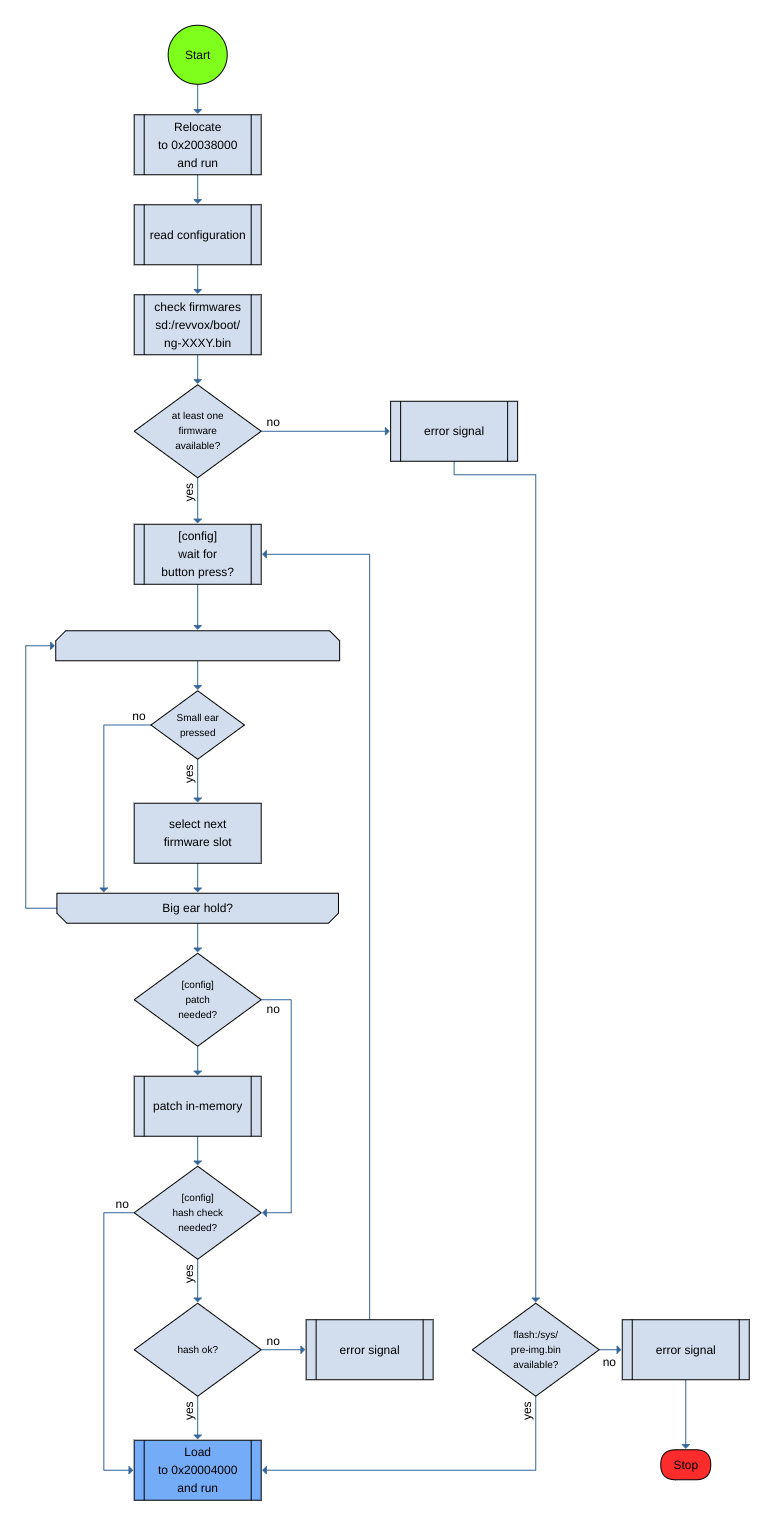 Start
Relocate
to 0x20038000
and run
read configuration
check firmwares
sd:/revvox/boot/
ng-XXXY.bin
at least one
firmware
available?
no
error signal
yes
[config]
wait for
button press?
no
Small ear
pressed
yes
select next
firmware slot
Big ear hold?
[config]
patch
needed?
no
patch in-memory
no
[config]
hash check
needed?
yes
hash ok?
no
error signal
flash:/sys/
pre-img.bin
available?
no
error signal
yes
yes
Load
to 0x20004000
and run
Stop